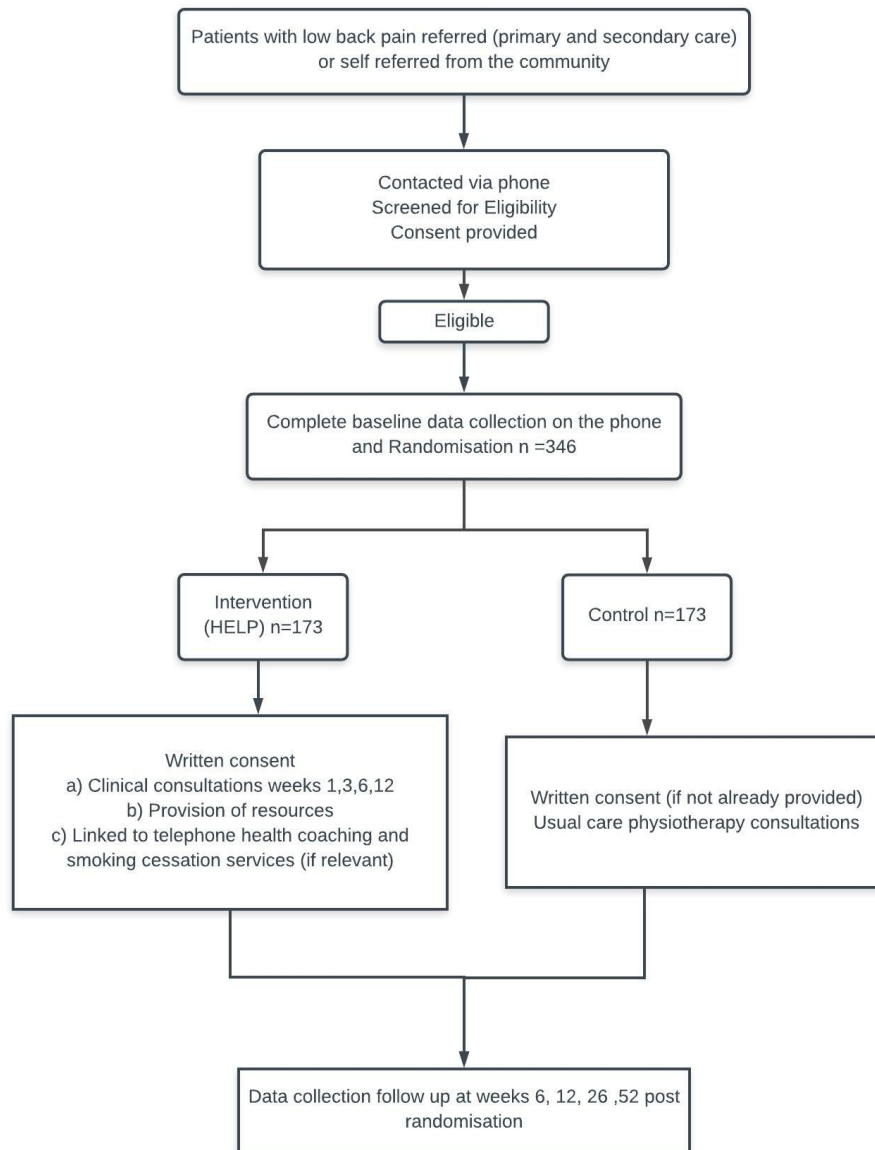 Patients with low back pain referred (primary and secondary care)
or self referred from the community
Contacted via phone
Screened for Eligibility
Consent provided
Eligible
Complete baseline data collection on the phone
and Randomisation n =346
Intervention
(HELP) n=173
Control n=173
Written consent
a) Clinical consultations weeks 1,3,6,12
b) Provision of resources
c) Linked to telephone health coaching and
smoking cessation services (if relevant)
Written consent (if not already provided)
Usual care physiotherapy consultations
Data collection follow up at weeks 6, 12, 26 ,52 post
randomisation